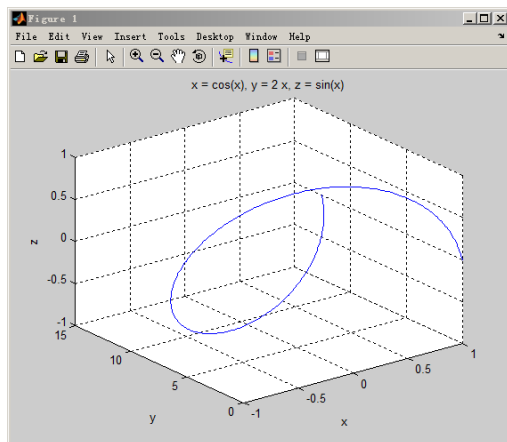 Figure 1
File Edit View Insert Tools Desktop Window Help
x = cos(x), y = 2 x, z = sin(x)
1
0.5
0
-0.5
-1
z
15
10
5
0
y
-1
-0.5
0
0.5
1
x